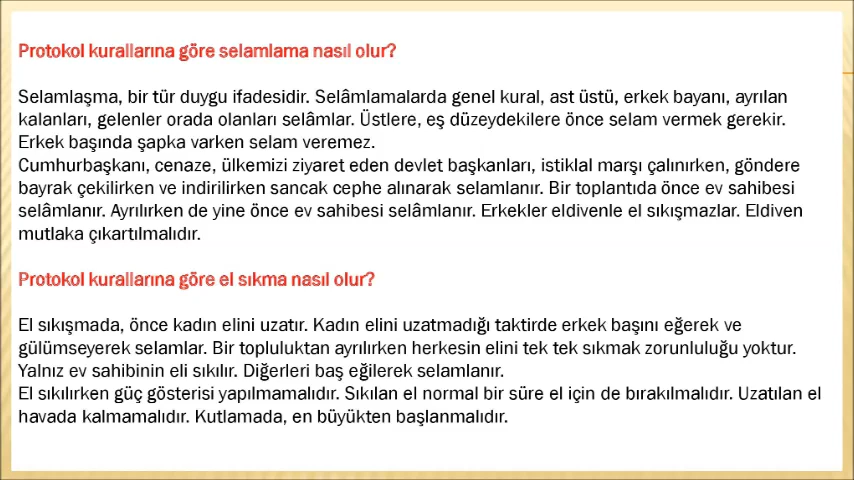 Protokol kurallarına göre selamlama nasıl olur?
Selamlaşma, bir tür duygu ifadesidir. Selâmlamalarda genel kural, ast üstü, erkek bayanı, ayrılan
kalanları, gelenler orada olanları selâmlar. Üstlere, eş düzeydekilere önce selam vermek gerekir.
Erkek başında şapka varken selam veremez.
Cumhurbaşkanı, cenaze, ülkemizi ziyaret eden devlet başkanları, istiklal marşı çalınırken, göndere
bayrak çekilirken ve indirilirken sancak cephe alınarak selamlanır. Bir toplantıda önce ev sahibesi
selâmlanır. Ayrılırken de yine önce ev sahibesi selâmlanır. Erkekler eldivenle el sıkışmazlar. Eldiven
mutlaka çıkartılmalıdır.
Protokol kurallarına göre el sıkma nasıl olur?
El sıkışmada, önce kadın elini uzatır. Kadın elini uzatmadığı taktirde erkek başını eğerek ve
gülümseyerek selamlar. Bir topluluktan ayrılırken herkesin elini tek tek sıkmak zorunluluğu yoktur.
Yalnız ev sahibinin eli sıkılır. Diğerleri baş eğilerek selamlanır.
El sıkılırken güç gösterisi yapılmamalıdır. Sıkılan el normal bir süre el için de bırakılmalıdır. Uzatılan el
havada kalmamalıdır. Kutlamada, en büyükten başlanmalıdır.